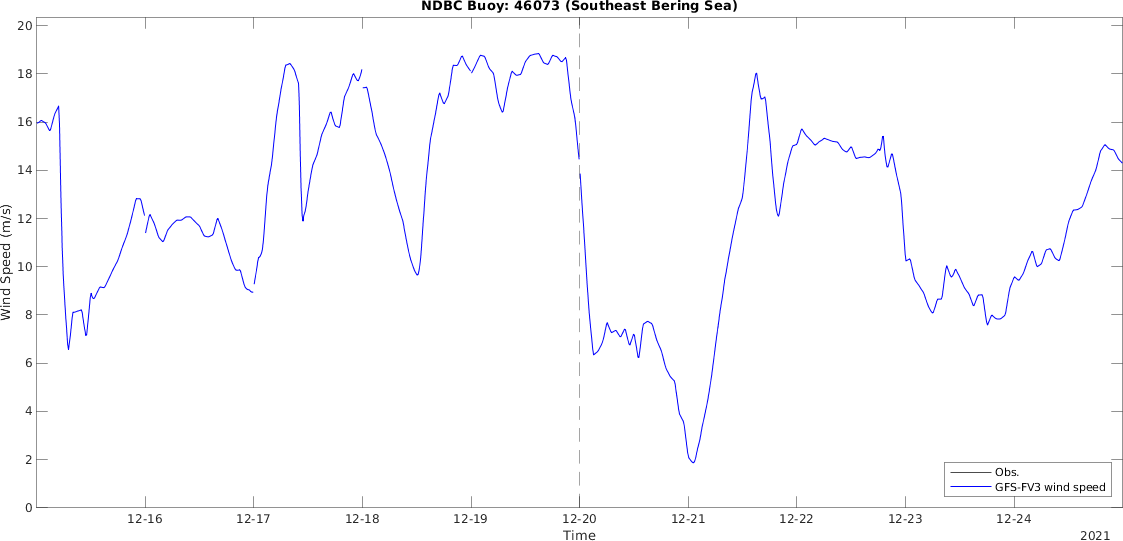 NDBC Buoy: 46073 (Southeast Bering Sea)
20
18
16
14
12
10
8
6
4
2
0
Wind Speed (m/s)
Obs.
GFS-FV3 wind speed
12-16 12-17 12-18 12-19 12-20 12-21 12-22 12-23 12-24
Time
2021